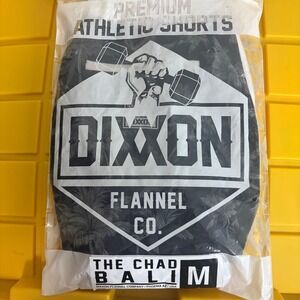 PREMIUM
ATHLETIC SHORTS
DIXXON
FLANNEL
CO.
THE CHAD
BALI M